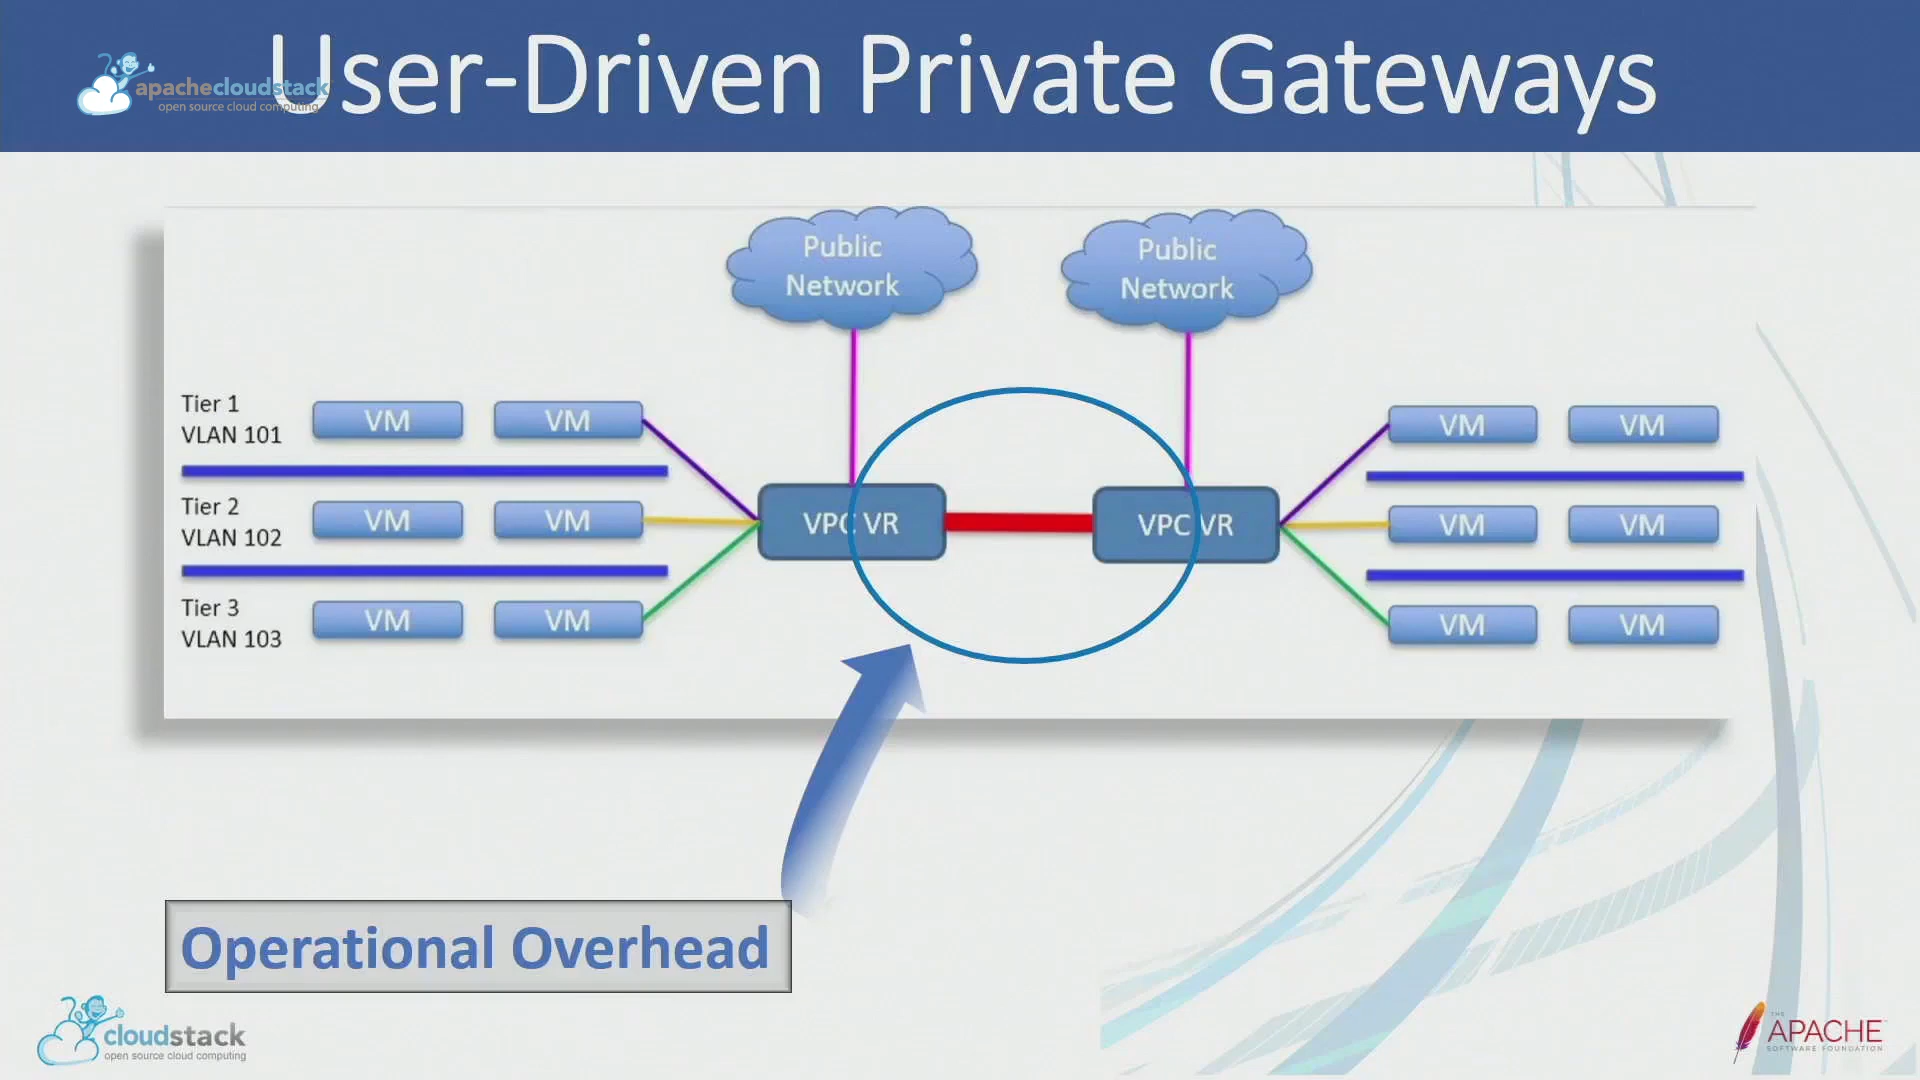 User-Driven Private Gateways
apachecloudstack
open source cloud computing
Public
Network
Public
Network
Tier 1
VLAN 101
VM
VM
VM
VM
Tier 2
VLAN 102
VM
VM
VPC VR
VPC VR
VM
VM
Tier 3
VLAN 103
VM
VM
VM
VM
Operational Overhead
cloudstack
open source cloud computing
THE
APACHE
SOFTWARE FOUNDATION